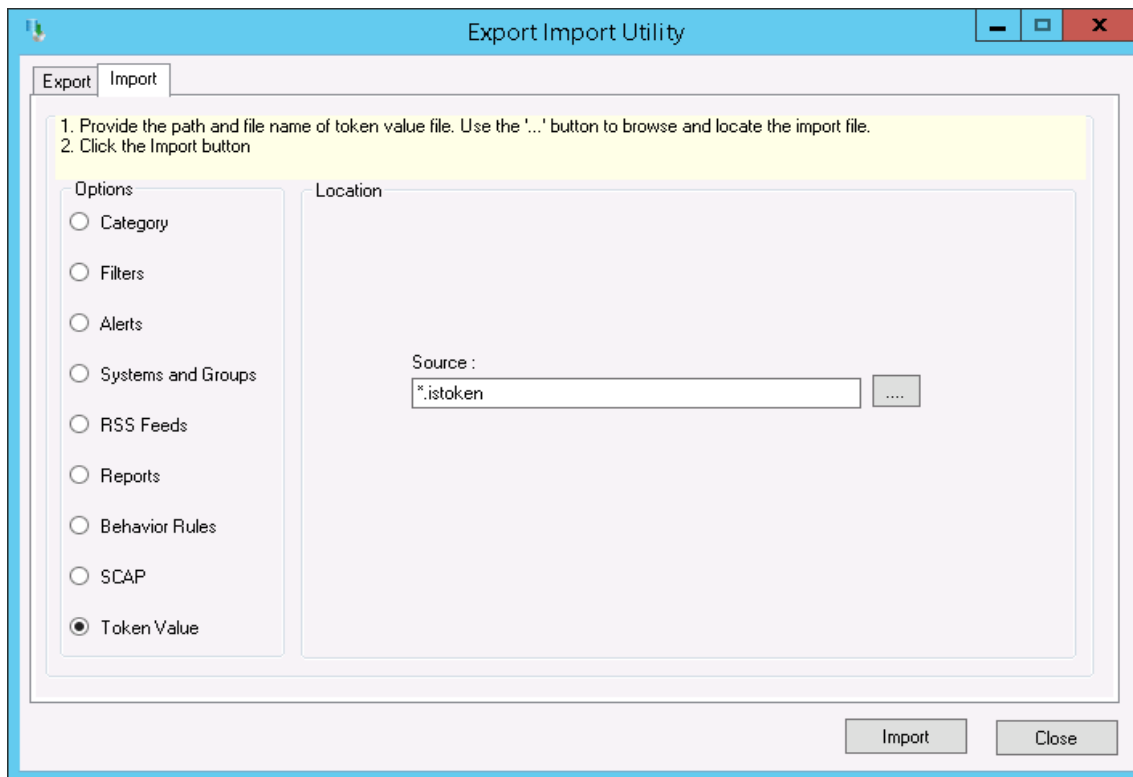 Export Import Utility
Export
Import
1. Provide the path and file name of token value file. Use the '...' button to browse and locate the import file.
2. Click the Import button
Options
Location
Category
Filters
Alerts
Systems and Groups
RSS Feeds
Reports
Behavior Rules
SCAP
Token Value
Source :
*.istoken
....
Import
Close